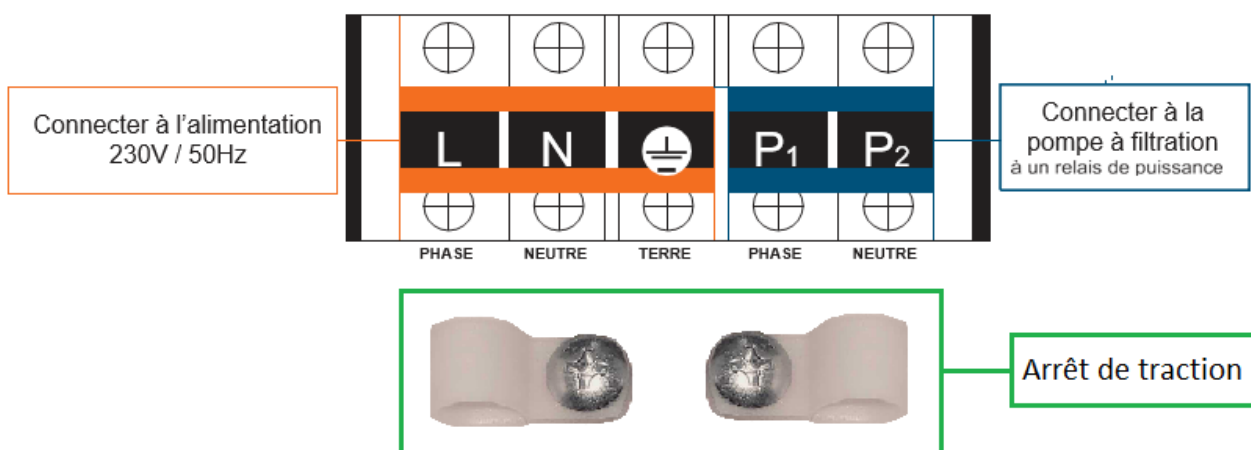 Connecter à l'alimentation
230V / 50Hz
L N P1 P2
Connecter à la
pompe à filtration
à un relais de puissance
PHASE NEUTRE TERRE PHASE NEUTRE
Arrêt de traction